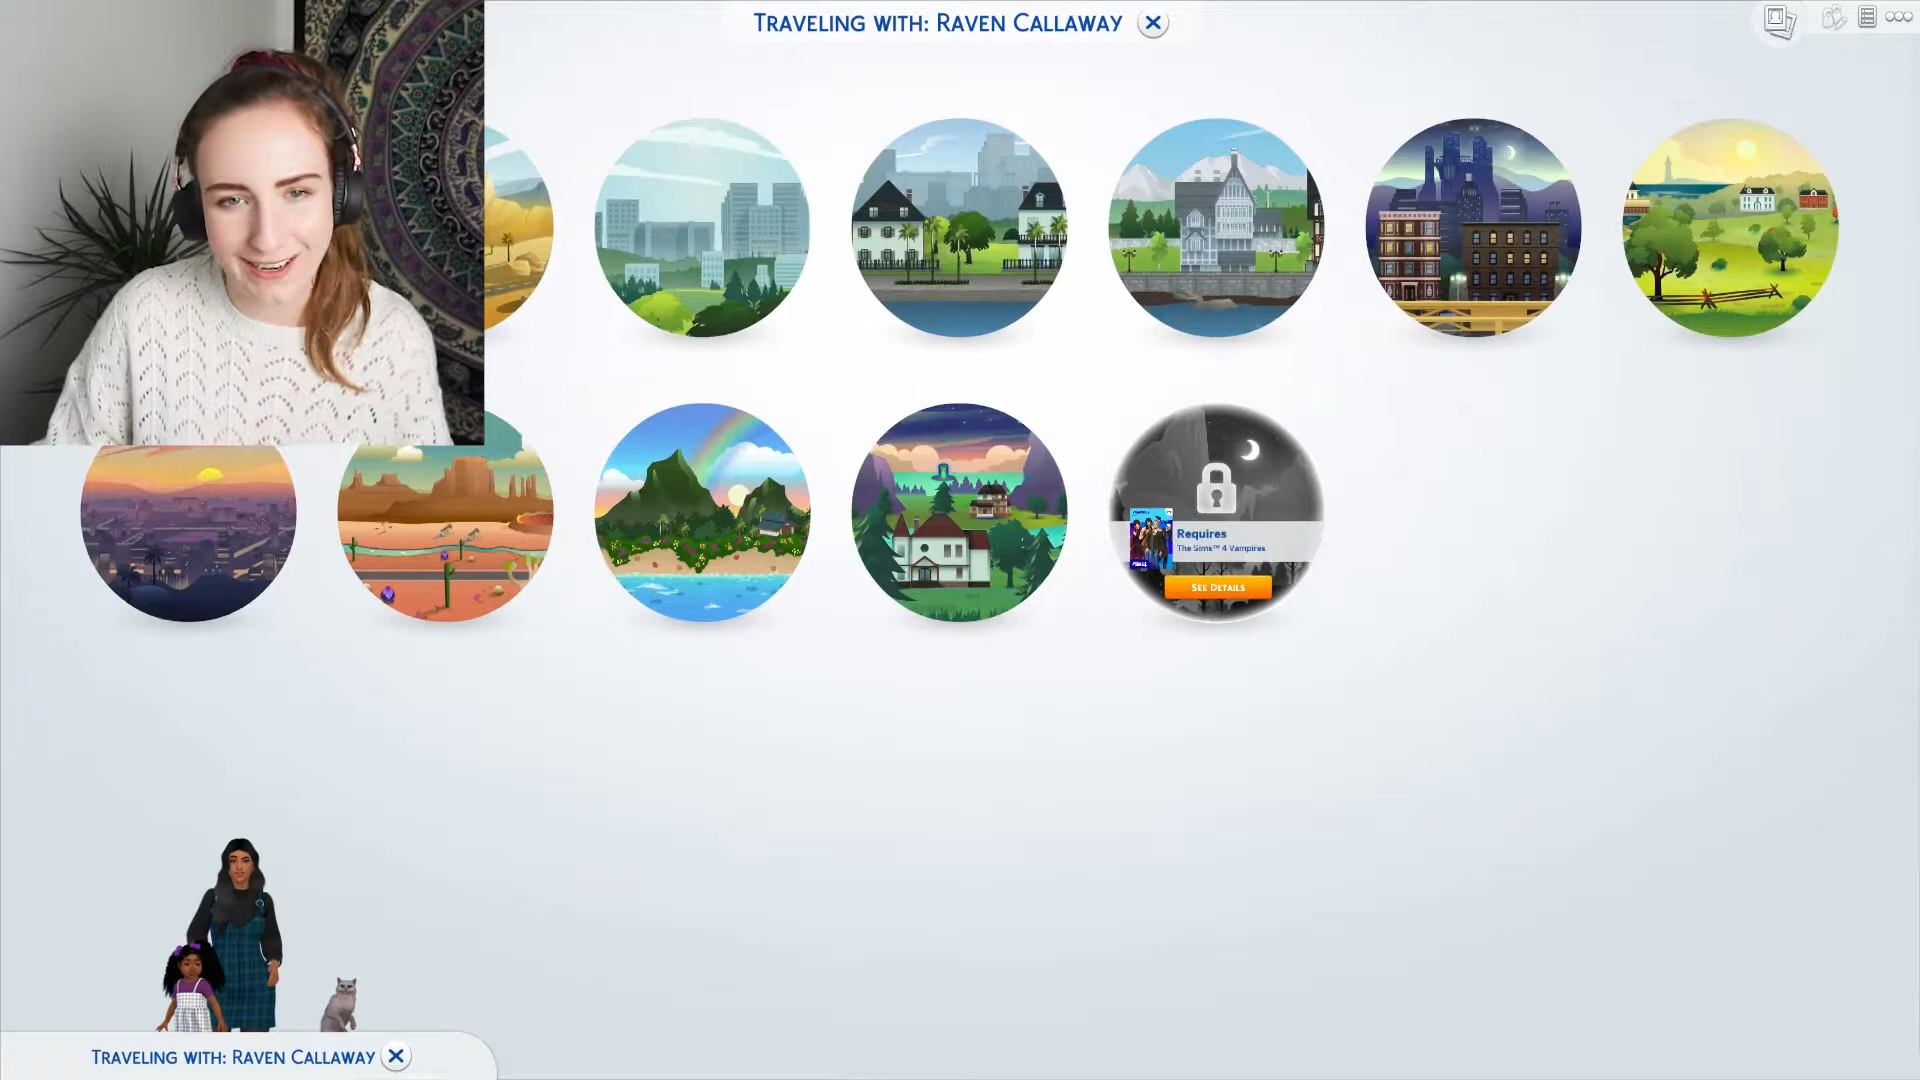 TRAVELING WITH: RAVEN CALLAWAY
Requires
The Sims™ 4 Vampires
SEE DETAILS
TRAVELING WITH: RAVEN CALLAWAY